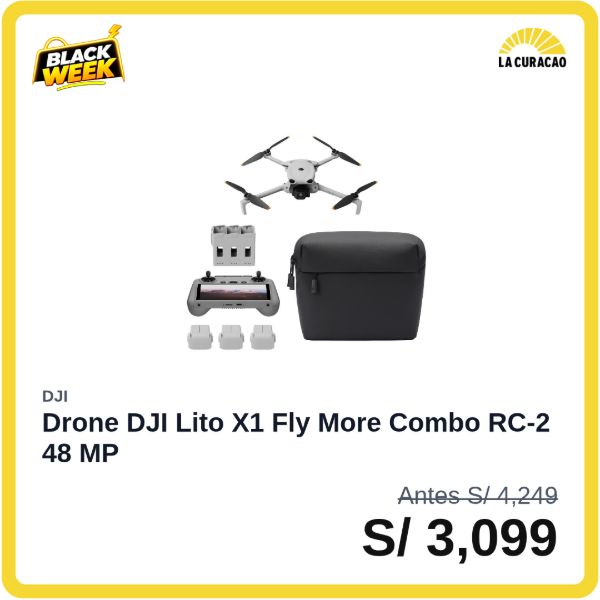 BLACK
WEEK
LA CURACAO
DJI
Drone DJI Lito X1 Fly More Combo RC-2
48 MP
Antes S/ 4,249
S/ 3,099